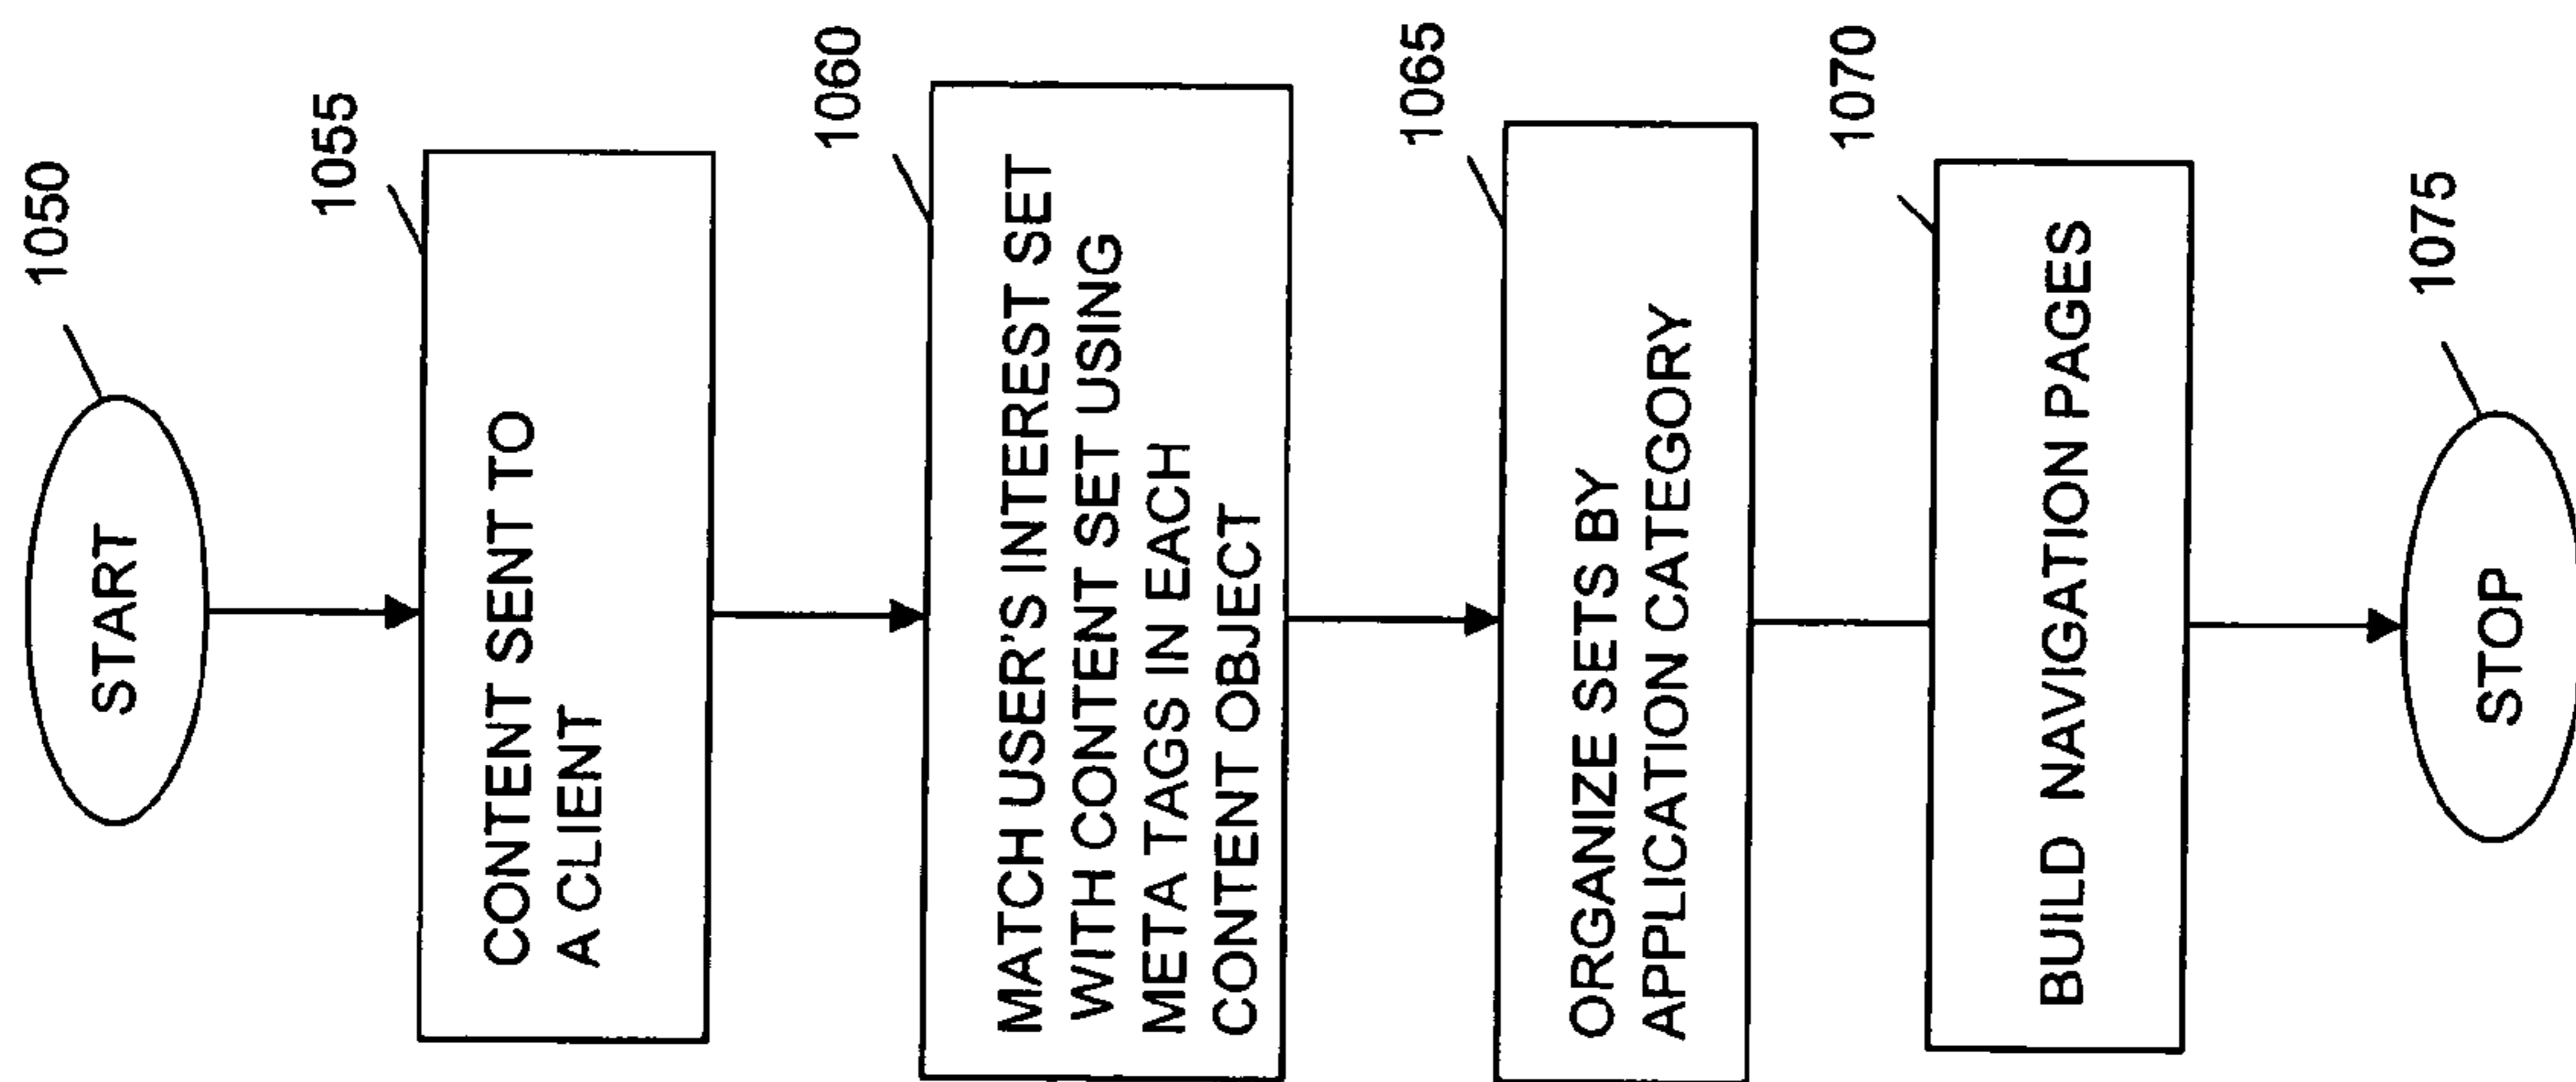 1050
START
1055
CONTENT SENT TO
A CLIENT
1060
MATCH USER'S INTEREST SET
WITH CONTENT SET USING
META TAGS IN EACH
CONTENT OBJECT
1065
ORGANIZE SETS BY
APPLICATION CATEGORY
1070
BUILD NAVIGATION PAGES
1075
STOP